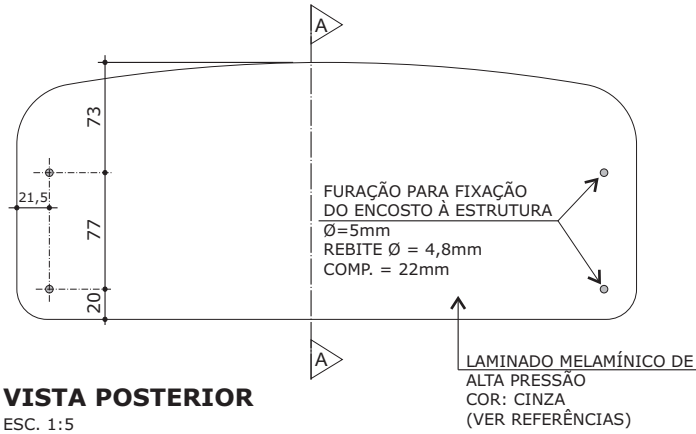 A
73
21,5
77
20
FURAÇÃO PARA FIXAÇÃO
DO ENCOSTO À ESTRUTURA
Ø=5mm
REBITE Ø = 4,8mm
COMP. = 22mm
A
LAMINADO MELAMÍNICO DE
ALTA PRESSÃO
COR: CINZA
(VER REFERÊNCIAS)
VISTA POSTERIOR
ESC. 1:5